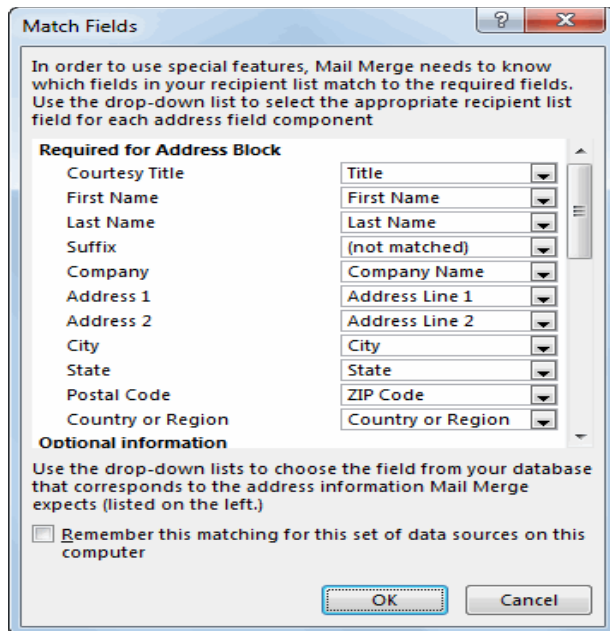 Match Fields
In order to use special features, Mail Merge needs to know
which fields in your recipient list match to the required fields.
Use the drop-down list to select the appropriate recipient list
field for each address field component
Required for Address Block
Courtesy Title Title
First Name First Name
Last Name Last Name
Suffix (not matched)
Company Company Name
Address 1 Address Line 1
Address 2 Address Line 2
City City
State State
Postal Code ZIP Code
Country or Region Country or Region
Optional information
Use the drop-down lists to choose the field from your database
that corresponds to the address information Mail Merge
expects (listed on the left.)
Remember this matching for this set of data sources on this
computer
OK Cancel